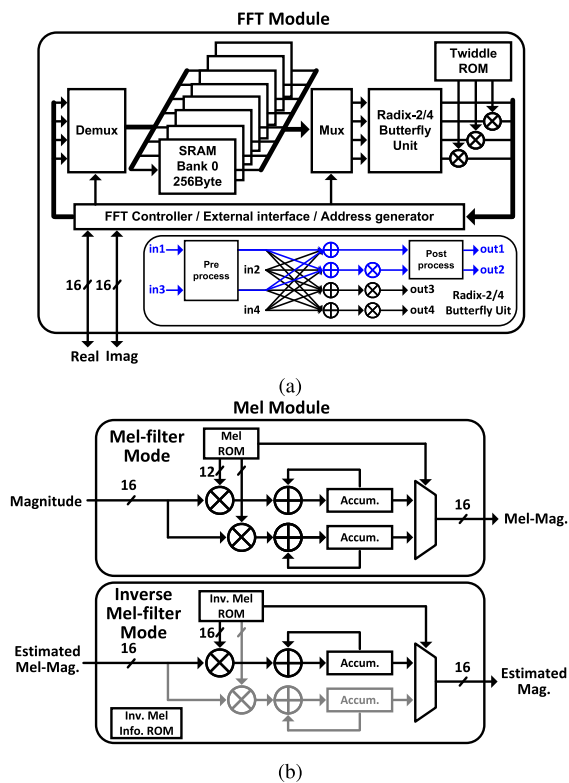 FFT Module
Twiddle
ROM
Demux
SRAM
Bank 0
256Byte
Mux
Radix-2/4
Butterfly
Unit
FFT Controller / External interface / Address generator
in1
in3
Pre
process
in2
in4
Post
process
out1
out2
out3
out4
Radix-2/4
Butterfly Uit
16
16
Real
Imag
(a)
Mel Module
Mel-filter
Mode
Mel
ROM
12
Magnitude
16
Accum.
Accum.
16
Mel-Mag.
Inverse
Mel-filter
Mode
Inv. Mel
ROM
16
Estimated
Mel-Mag.
16
Accum.
Accum.
16
Estimated
Mag.
Inv. Mel
Info. ROM
(b)